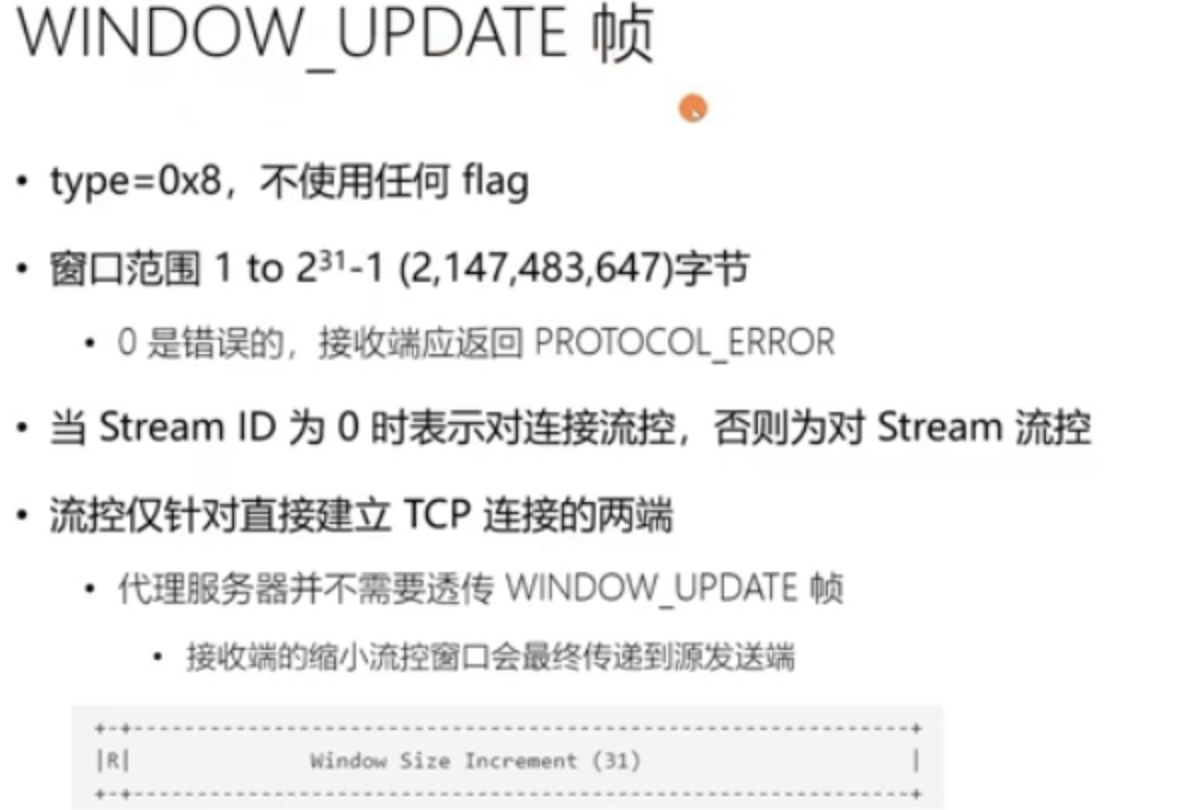 WINDOW_UPDATE 帧
• type=0x8，不使用任何 flag
• 窗口范围 1 to 2³¹-1 (2,147,483,647)字节
• 0 是错误的，接收端应返回 PROTOCOL_ERROR
• 当 Stream ID 为 0 时表示对连接流控，否则为对 Stream 流控
• 流控仅针对直接建立 TCP 连接的两端
• 代理服务器并不需要透传 WINDOW_UPDATE 帧
• 接收端的缩小流控窗口会最终传递到源发送端
+-+-------------------------------------------------------------+
|R|              Window Size Increment (31)                     |
+-+-------------------------------------------------------------+